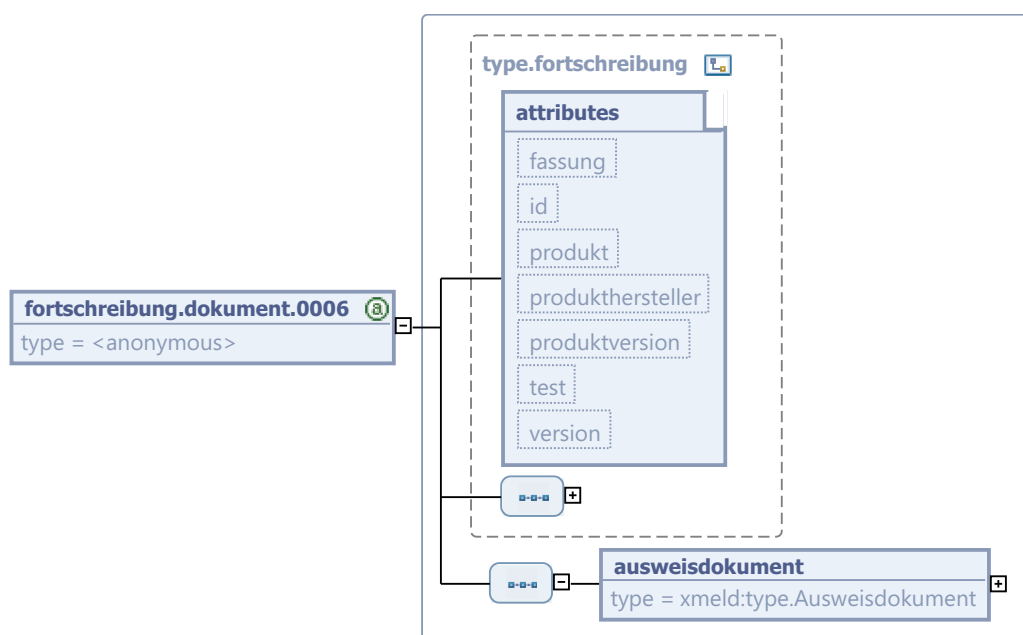 type.fortschreibung
attributes
fassung
id
produkt
produkthersteller
produktversion
test
version
fortschreibung.dokument.0006 @
type = <anonymous>
ausweisdokument
type = xmeld:type.Ausweisdokument